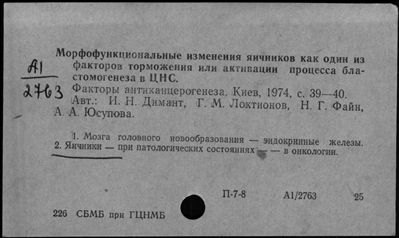 Морфофункциональные изменения яичников как один из
факторов торможения или активации процесса бла-
стомогенеза в ЦНС.
А1
2763
Факторы антиканцерогенеза. Киев, 1974, с. 39—40.
Авт.: И. Н. Димант, Г. М. Локтионов, Н. Г. Файн,
А. А. Юсупова.
1. Мозга головного новообразования — эндокринные железы.
2. Яичники — при патологических состояниях — — в онкологии.
П-7-8 А1/2763 25
226 СБМБ при ГЦНМБ